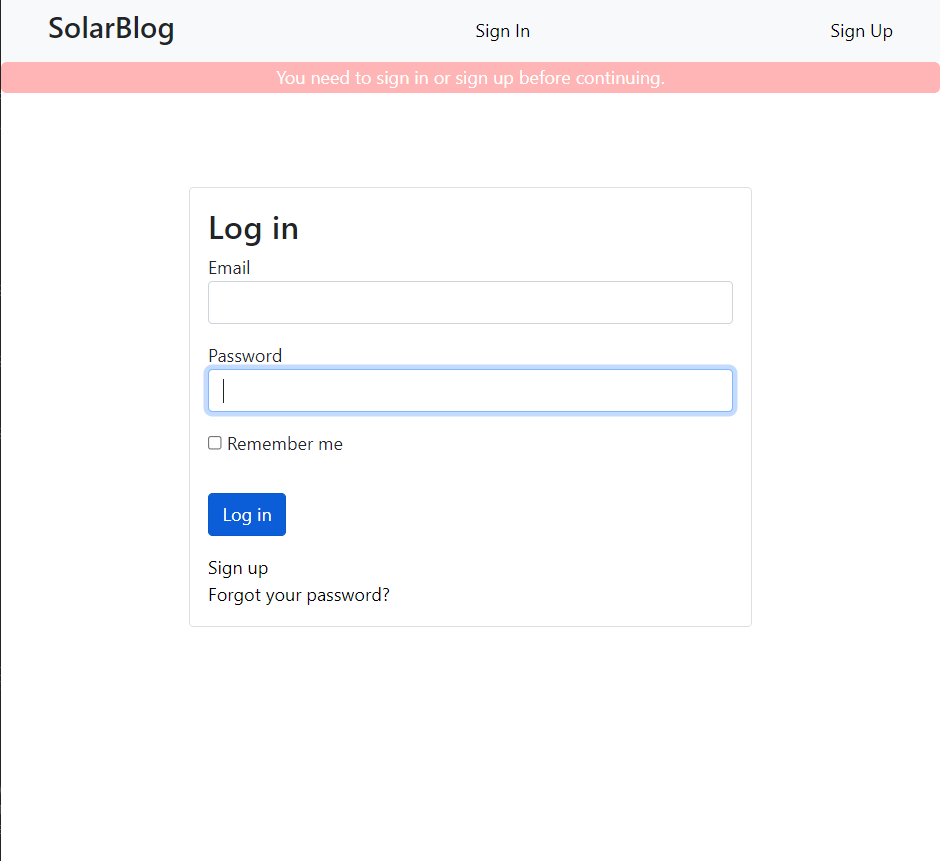 SolarBlog Sign In Sign Up
You need to sign in or sign up before continuing.
Log in
Email
Password
Remember me
Log in
Sign up
Forgot your password?